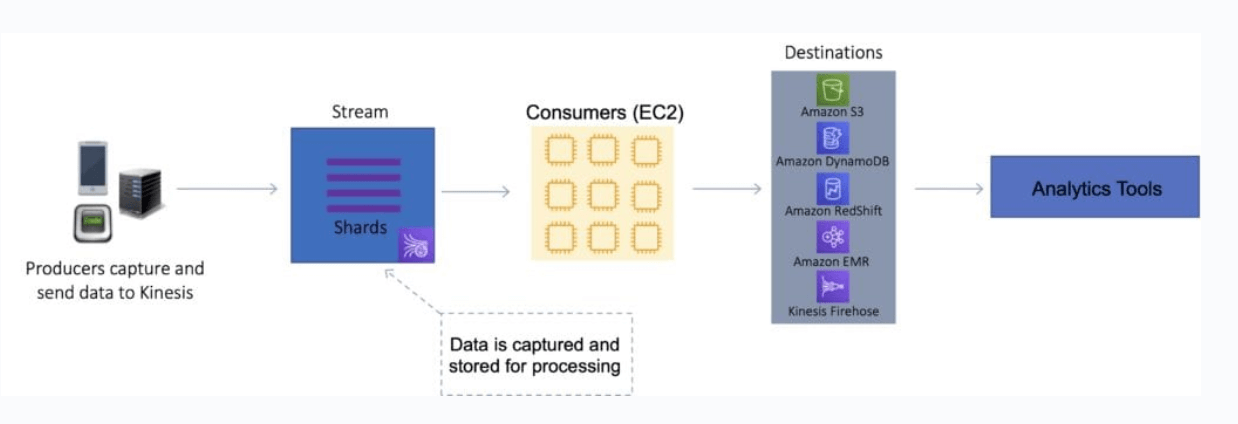 Producers capture and
send data to Kinesis
Stream
Shards
Data is captured and
stored for processing
Consumers (EC2)
Destinations
Amazon S3
Amazon DynamoDB
Amazon RedShift
Amazon EMR
Kinesis Firehose
Analytics Tools